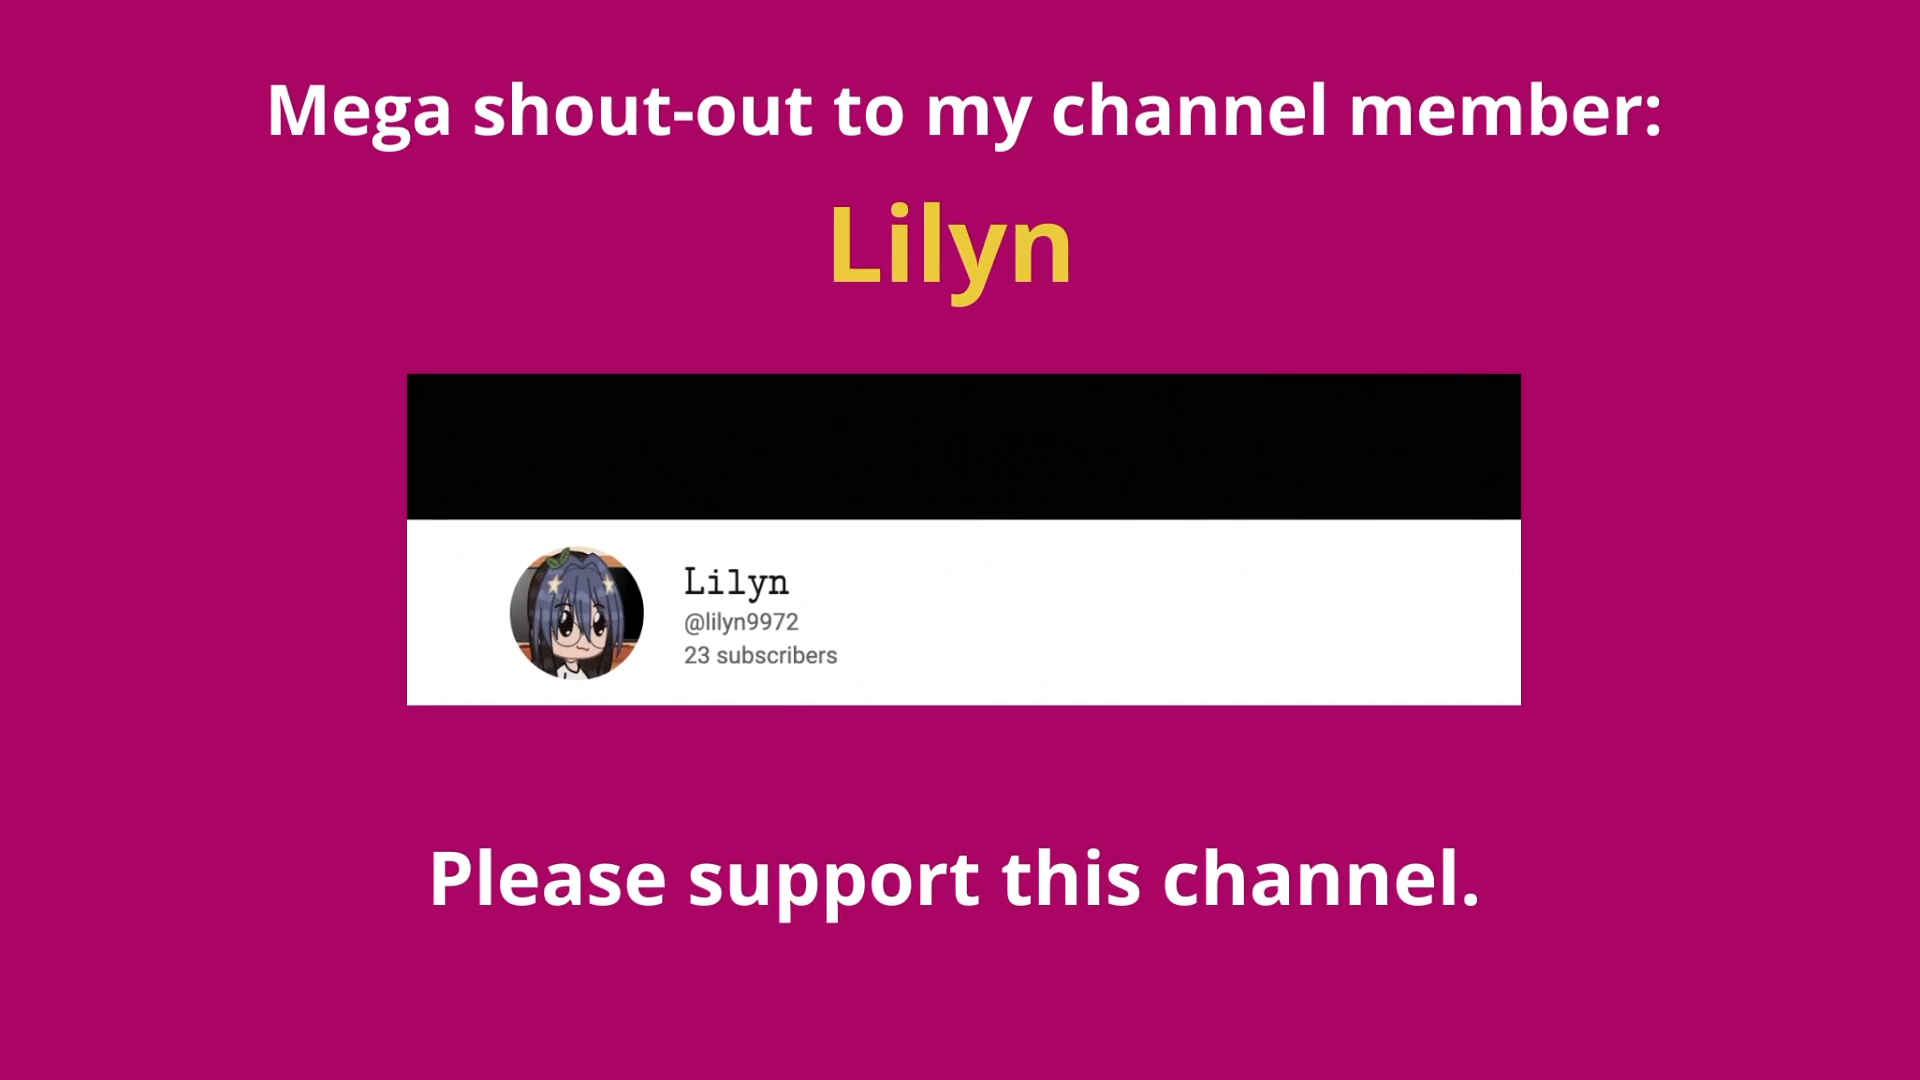 Mega shout-out to my channel member:
Lilyn
Lilyn
@lilyn9972
23 subscribers
Please support this channel.